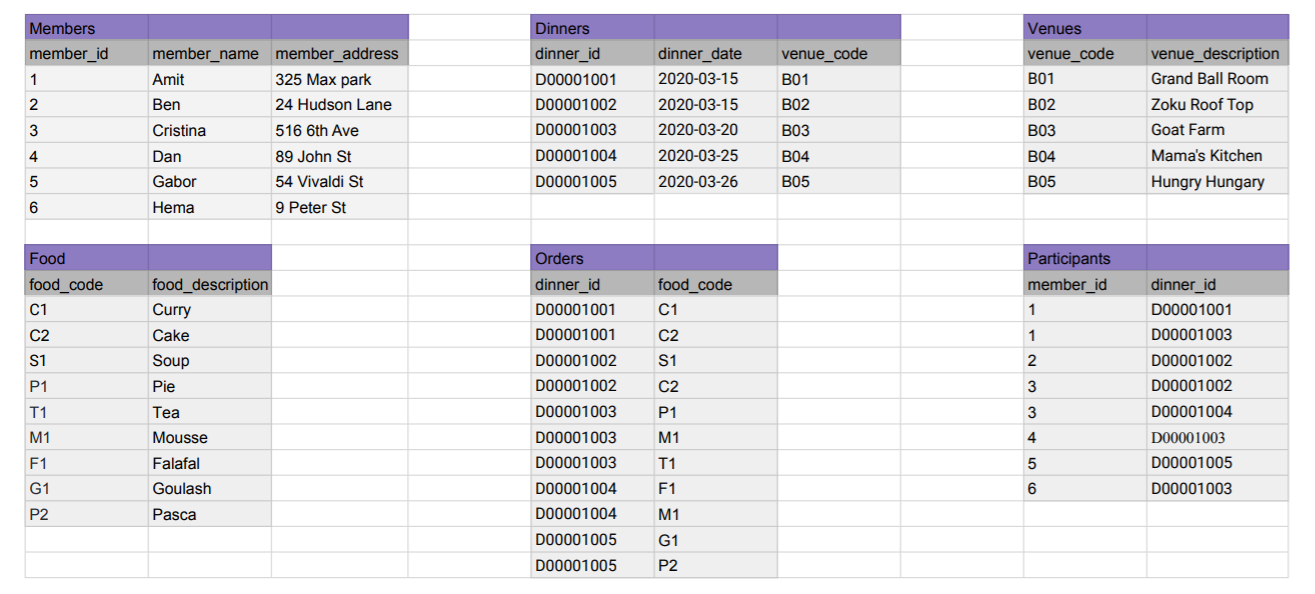 Members Dinners Venues
member_id member_name member_address dinner_id dinner_date venue_code venue_code venue_description
1 Amit 325 Max park D00001001 2020-03-15 B01 B01 Grand Ball Room
2 Ben 24 Hudson Lane D00001002 2020-03-15 B02 B02 Zoku Roof Top
3 Cristina 516 6th Ave D00001003 2020-03-20 B03 B03 Goat Farm
4 Dan 89 John St D00001004 2020-03-25 B04 B04 Mama's Kitchen
5 Gabor 54 Vivaldi St D00001005 2020-03-26 B05 B05 Hungry Hungary
6 Hema 9 Peter St
Food Orders Participants
food_code food_description dinner_id food_code member_id dinner_id
C1 Curry D00001001 C1 1 D00001001
C2 Cake D00001001 C2 1 D00001003
S1 Soup D00001002 S1 2 D00001002
P1 Pie D00001002 C2 3 D00001002
T1 Tea D00001003 P1 3 D00001004
M1 Mousse D00001003 M1 4 D00001003
F1 Falafal D00001003 T1 5 D00001005
G1 Goulash D00001004 F1 6 D00001003
P2 Pasca D00001004 M1
D00001005 G1
D00001005 P2